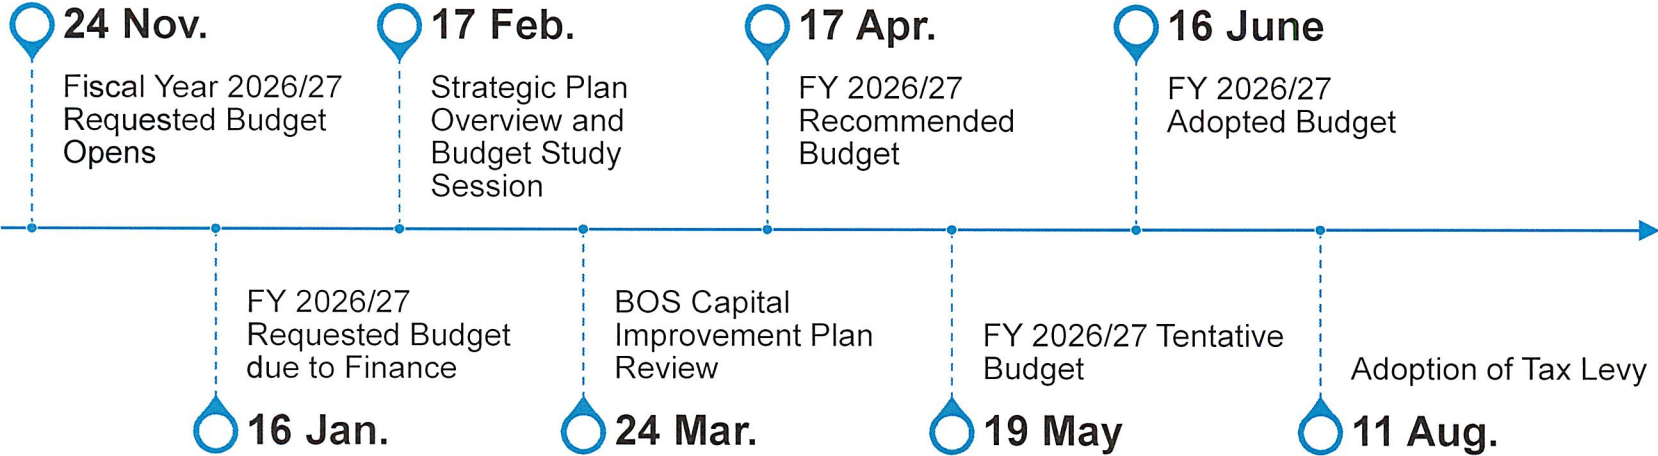 24 Nov.
Fiscal Year 2026/27
Requested Budget
Opens
16 Jan.
FY 2026/27
Requested Budget
due to Finance
17 Feb.
Strategic Plan
Overview and
Budget Study
Session
24 Mar.
BOS Capital
Improvement Plan
Review
17 Apr.
FY 2026/27
Recommended
Budget
19 May
FY 2026/27 Tentative
Budget
16 June
FY 2026/27
Adopted Budget
11 Aug.
Adoption of Tax Levy